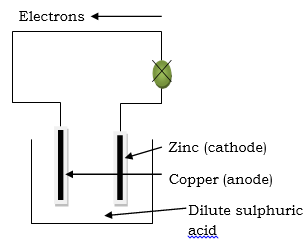 Electrons
Zinc (cathode)
Copper (anode)
Dilute sulphuric
acid